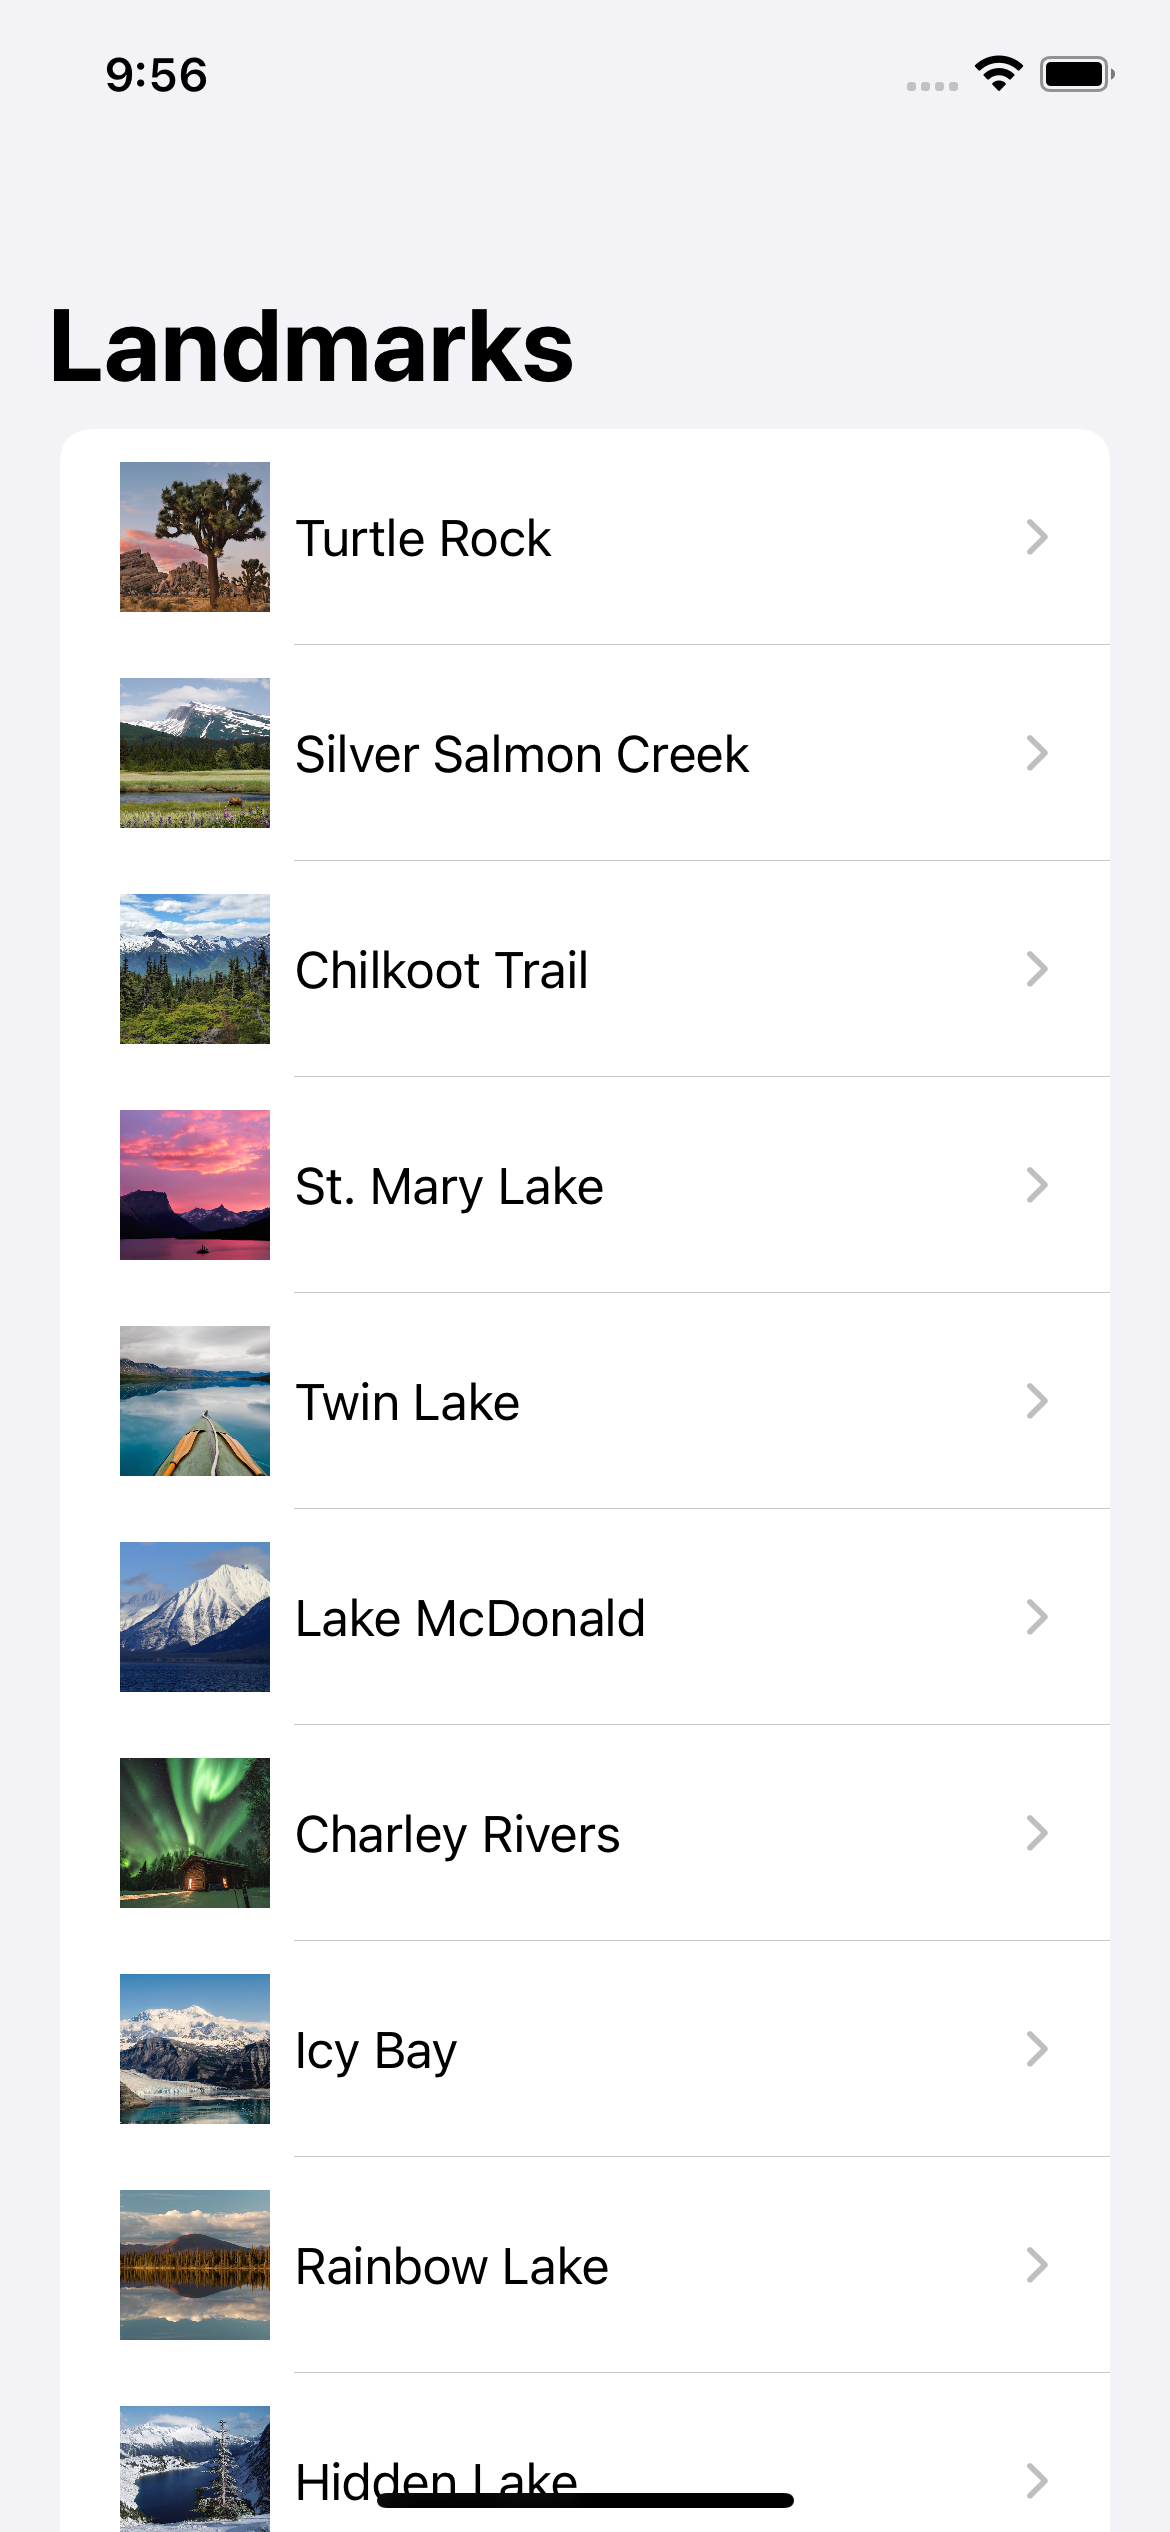 9:56
Landmarks
Turtle Rock
Silver Salmon Creek
Chilkoot Trail
St. Mary Lake
Twin Lake
Lake McDonald
Charley Rivers
Icy Bay
Rainbow Lake
Hidden Lake